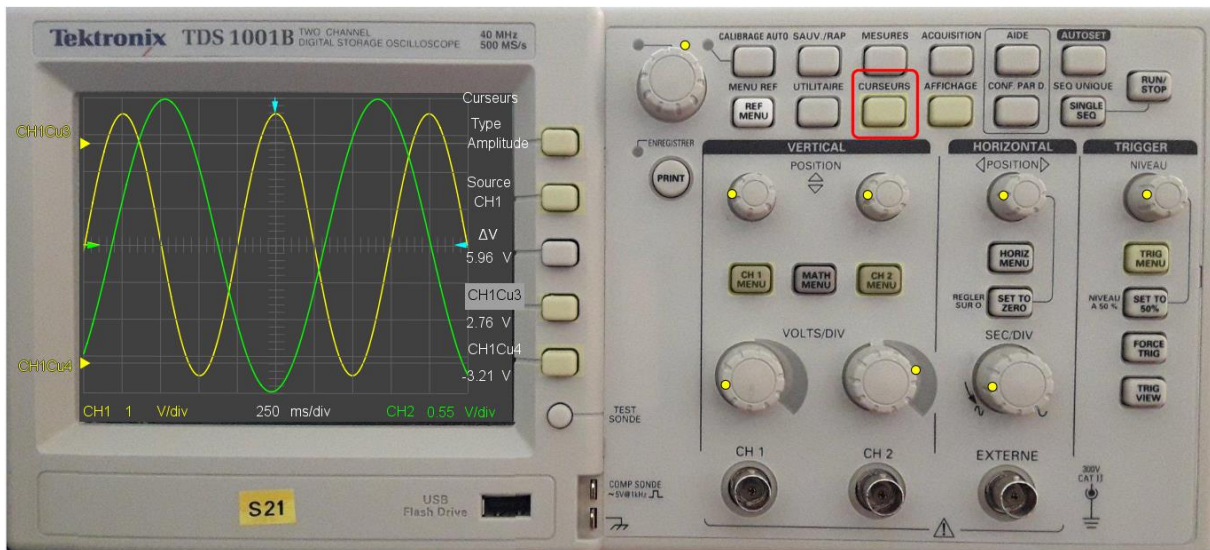 Tektronix TDS 1001B TWO CHANNEL DIGITAL STORAGE OSCILLOSCOPE 40 MHz 500 MS/s
Curseurs
Type
Amplitude
Source
CH1
ΔV
5.96 V
CH1Cu3
2.76 V
CH1Cu4
-3.21 V
CH1Cu3
CH1Cu4
CH1 1 V/div 250 ms/div CH2 0.55 V/div
S21
USB
Flash Drive
TEST
SONDE
COMP SONDE
~5V@1kHz
CALIBRAGE AUTO SAUV./RAP MESURES ACQUISITION AIDE AUTOSET
MENU REF UTILITAIRE CURSEURS AFFICHAGE CONF. PAR D. SEQ UNIQUE
RUN/
STOP
REF
MENU
SINGLE
SEQ
ENREGISTRER
PRINT
VERTICAL HORIZONTAL TRIGGER
POSITION POSITION NIVEAU
HORIZ
MENU
TRIG
MENU
CH 1
MENU
MATH
MENU
CH 2
MENU
REGLER
SUR 0
SET TO
ZERO
NIVEAU
A 50 %
SET TO
50%
VOLTS/DIV SEC/DIV
FORCE
TRIG
TRIG
VIEW
CH 1 CH 2 EXTERNE
300V
CAT II